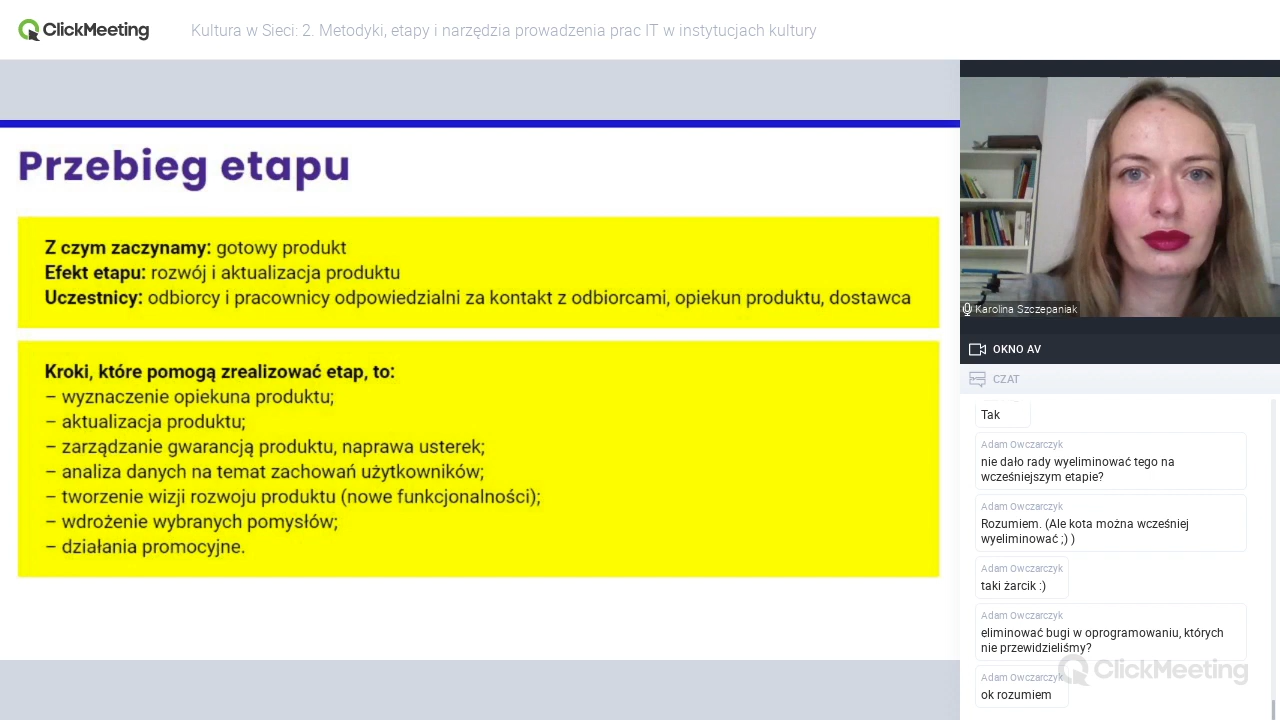 ClickMeeting
Kultura w Sieci: 2. Metodyki, etapy i narzędzia prowadzenia prac IT w instytucjach kultury
Przebieg etapu
Z czym zaczynamy: gotowy produkt
Efekt etapu: rozwój i aktualizacja produktu
Uczestnicy: odbiorcy i pracownicy odpowiedzialni za kontakt z odbiorcami, opiekun produktu, dostawca
Kroki, które pomogą zrealizować etap, to:
– wyznaczenie opiekuna produktu;
– aktualizacja produktu;
– zarządzanie gwarancją produktu, naprawa usterek;
– analiza danych na temat zachowań użytkowników;
– tworzenie wizji rozwoju produktu (nowe funkcjonalności);
– wdrożenie wybranych pomysłów;
– działania promocyjne.
Karolina Szczepaniak
OKNO AV
CZAT
Tak
Adam Owczarczyk
nie dało rady wyeliminować tego na
wcześniejszym etapie?
Adam Owczarczyk
Rozumiem. (Ale kota można wcześniej
wyeliminować ;) )
Adam Owczarczyk
taki żarcik :)
Adam Owczarczyk
eliminować bugi w oprogramowaniu, których
nie przewidzieliśmy?
Adam Owczarczyk
ok rozumiem
ClickMeeting